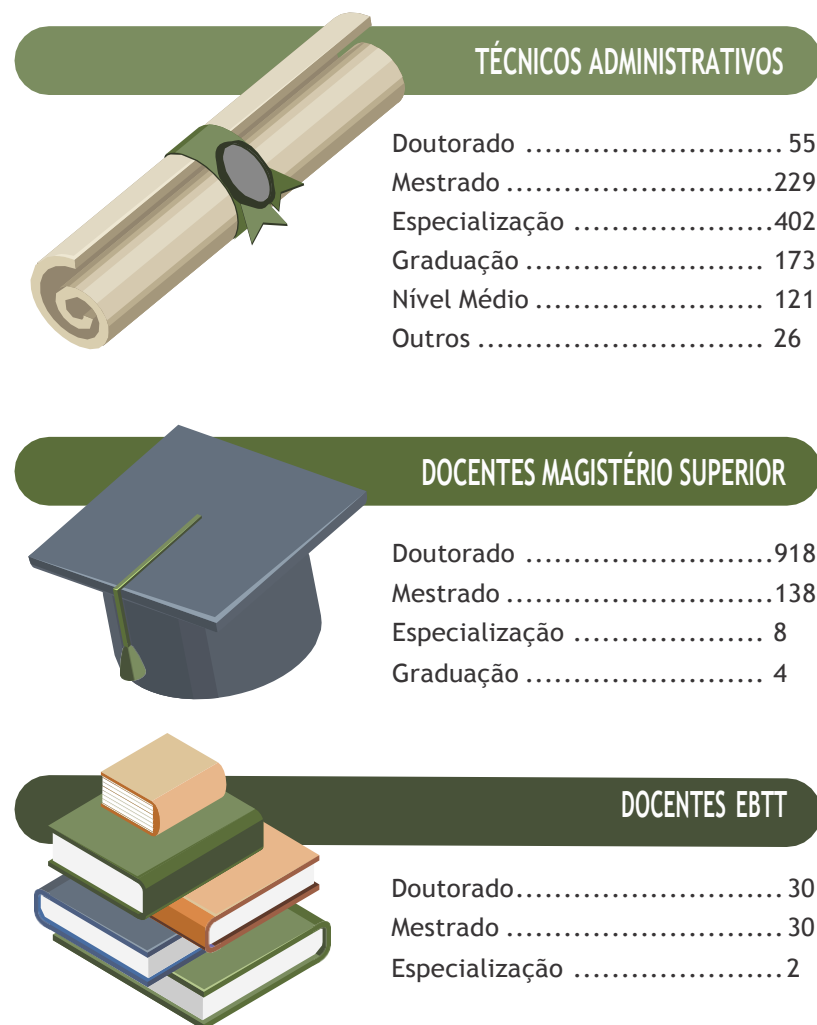 TÉCNICOS ADMINISTRATIVOS
Doutorado ........................... 55
Mestrado ............................229
Especialização .....................402
Graduação ......................... 173
Nível Médio ........................ 121
Outros .............................. 26
DOCENTES MAGISTÉRIO SUPERIOR
Doutorado ..........................918
Mestrado ............................138
Especialização .................... 8
Graduação ......................... 4
DOCENTES EBTT
Doutorado............................ 30
Mestrado ............................. 30
Especialização ......................2